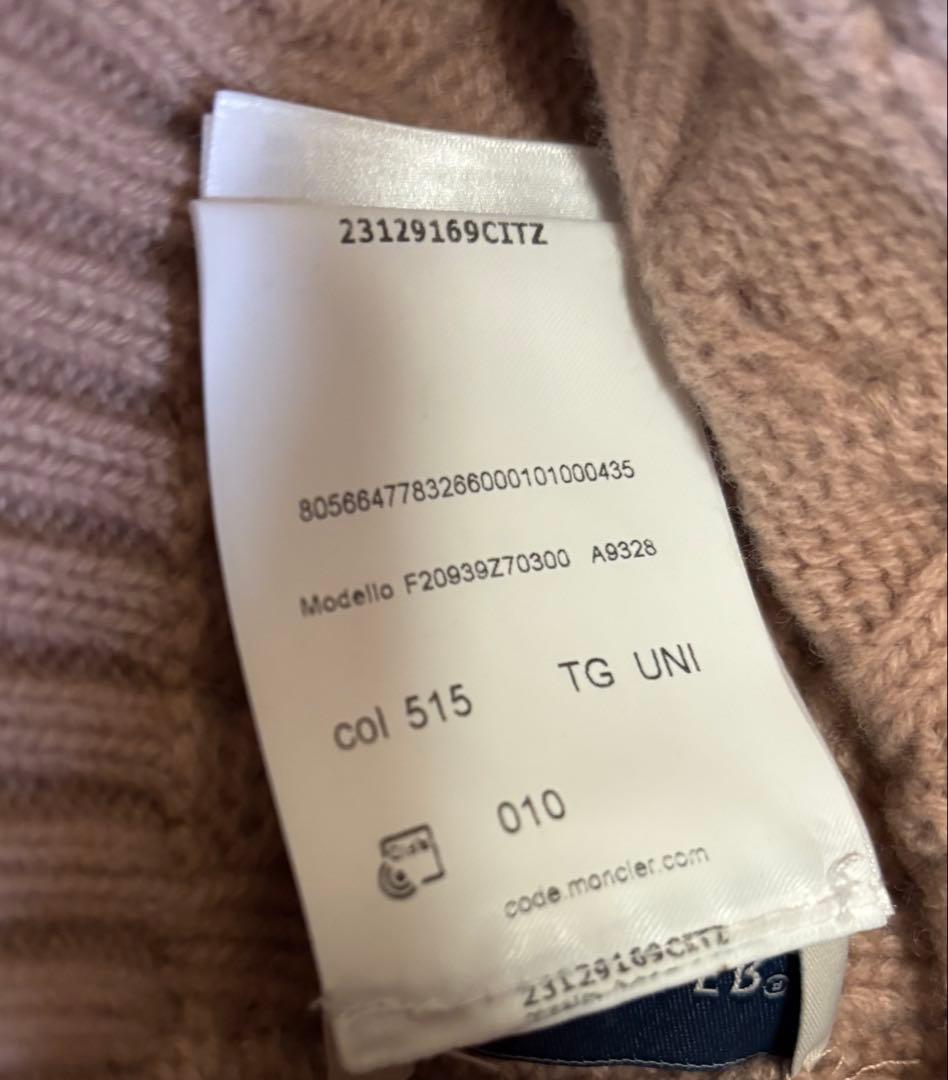 23129169CITZ
8056647783266000101000435
Modello F20939Z70300 A9328
col 515 TG UNI
010
code.moncler.com
23129169CITZ